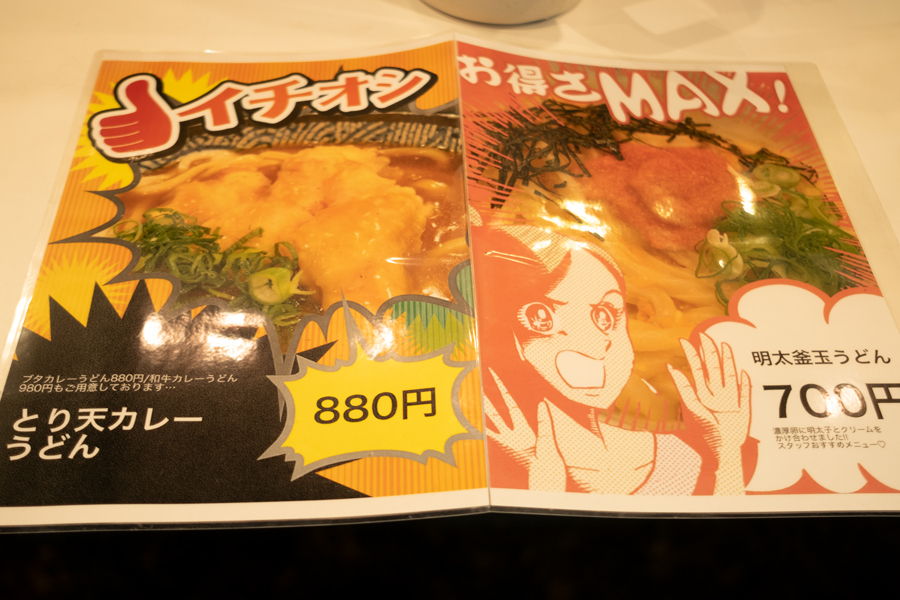 イチオシ
ブタカレーうどん880円/和牛カレーうどん
980円もご用意しております…
とり天カレー
うどん
880円
お得さMAX!
明太釜玉うどん
700円
濃厚卵に明太子とクリームを
かけ合わせました!!
スタッフおすすめメニュー♡